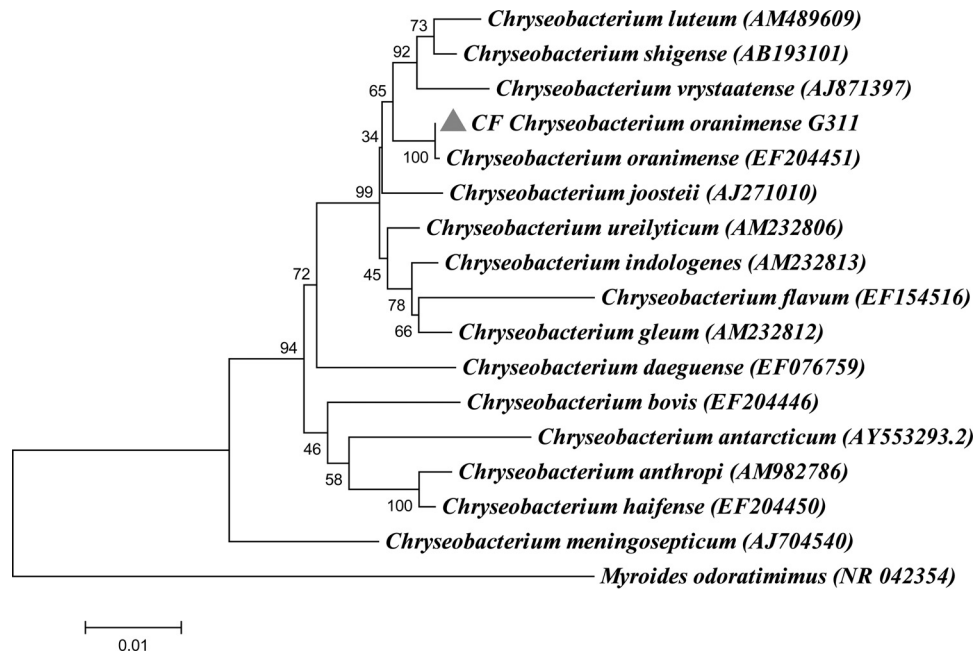 73
Chryseobacterium luteum (AM489609)
92
Chryseobacterium shigense (AB193101)
65
Chryseobacterium vrystaatense (AJ871397)
34
CF Chryseobacterium oranimense G311
100
Chryseobacterium oranimense (EF204451)
99
Chryseobacterium joosteii (AJ271010)
Chryseobacterium ureilyticum (AM232806)
45
Chryseobacterium indologenes (AM232813)
72
78
Chryseobacterium flavum (EF154516)
66
Chryseobacterium gleum (AM232812)
94
Chryseobacterium daeguense (EF076759)
Chryseobacterium bovis (EF204446)
46
Chryseobacterium antarcticum (AY553293.2)
58
Chryseobacterium anthropi (AM982786)
100
Chryseobacterium haifense (EF204450)
Chryseobacterium meningosepticum (AJ704540)
Myroides odoratimimus (NR 042354)
0.01